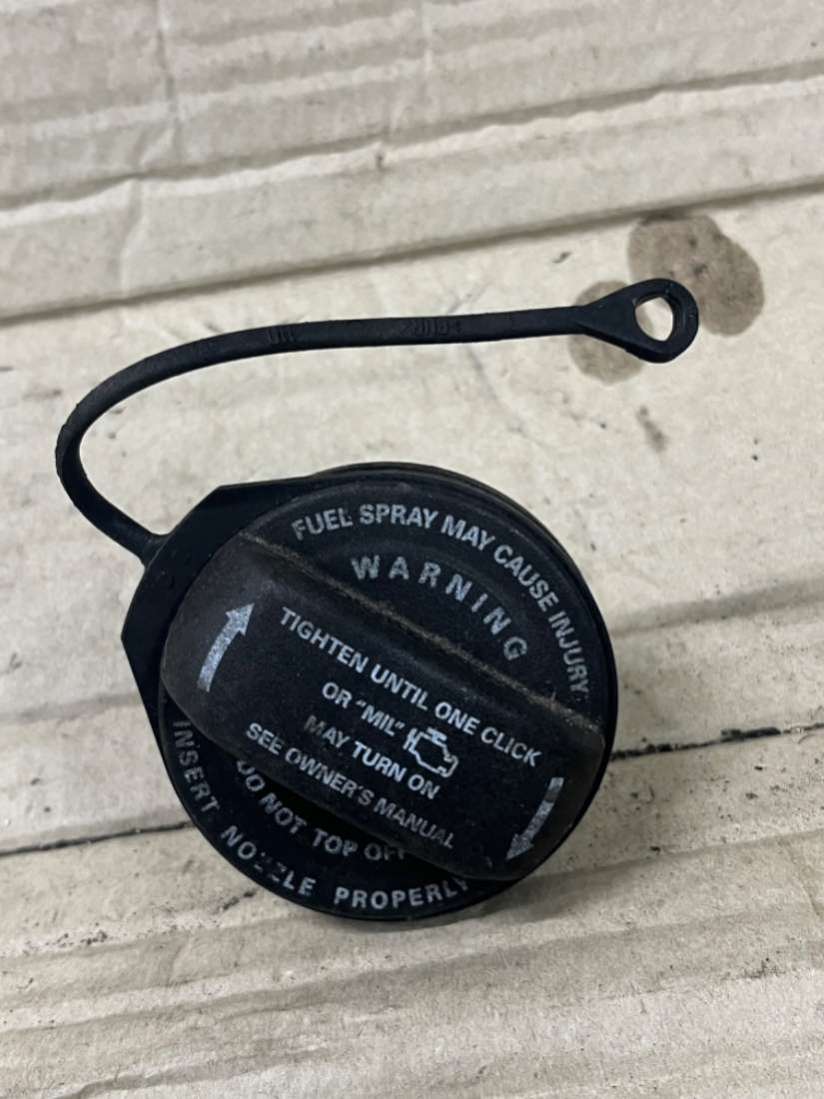 FUEL SPRAY MAY CAUSE INJURY
WARNING
TIGHTEN UNTIL ONE CLICK
OR "MIL"
MAY TURN ON
SEE OWNER'S MANUAL
DO NOT TOP OFF
INSERT NOZZLE PROPERLY